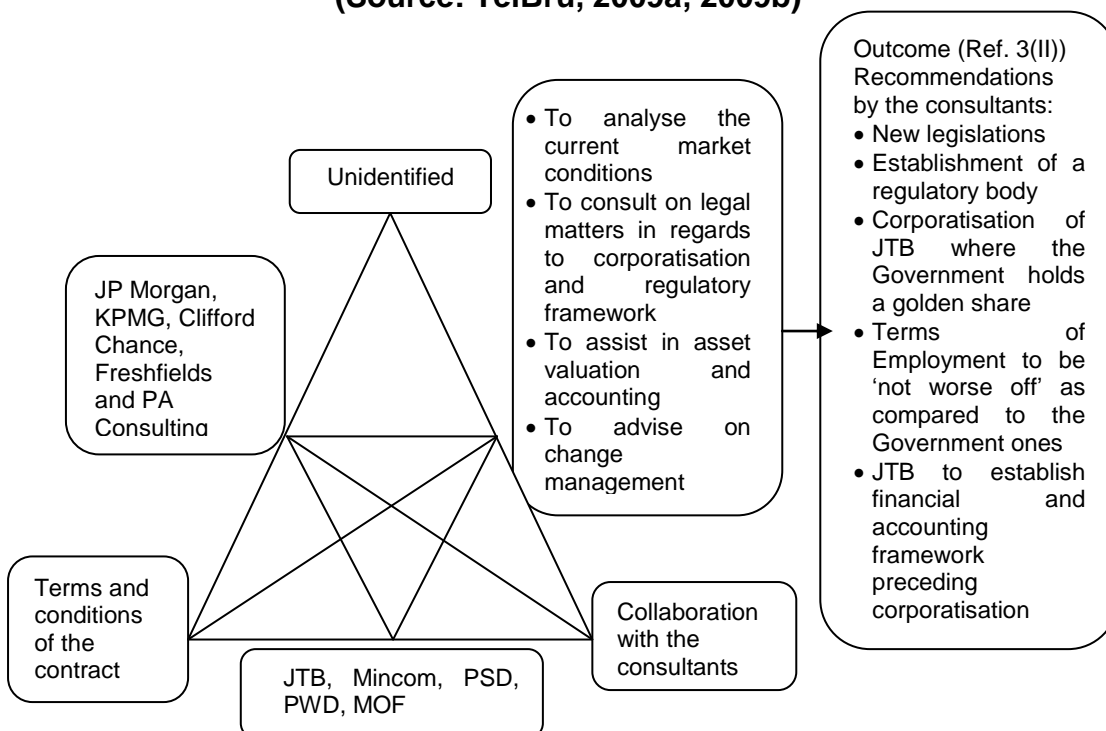 (Source: TelBru, 2009a, 2009b)
Unidentified
JP Morgan,
KPMG, Clifford
Chance,
Freshfields
and PA
Consulting
• To analyse the
current market
conditions
• To consult on legal
matters in regards
to corporatisation
and regulatory
framework
• To assist in asset
valuation and
accounting
• To advise on
change
management
Outcome (Ref. 3(II))
Recommendations
by the consultants:
• New legislations
• Establishment of a
regulatory body
• Corporatisation of
JTB where the
Government holds
a golden share
• Terms of
Employment to be
‘not worse off’ as
compared to the
Government ones
• JTB to establish
financial and
accounting
framework
preceding
corporatisation
Terms and
conditions
of the
contract
JTB, Mincom, PSD,
PWD, MOF
Collaboration
with the
consultants